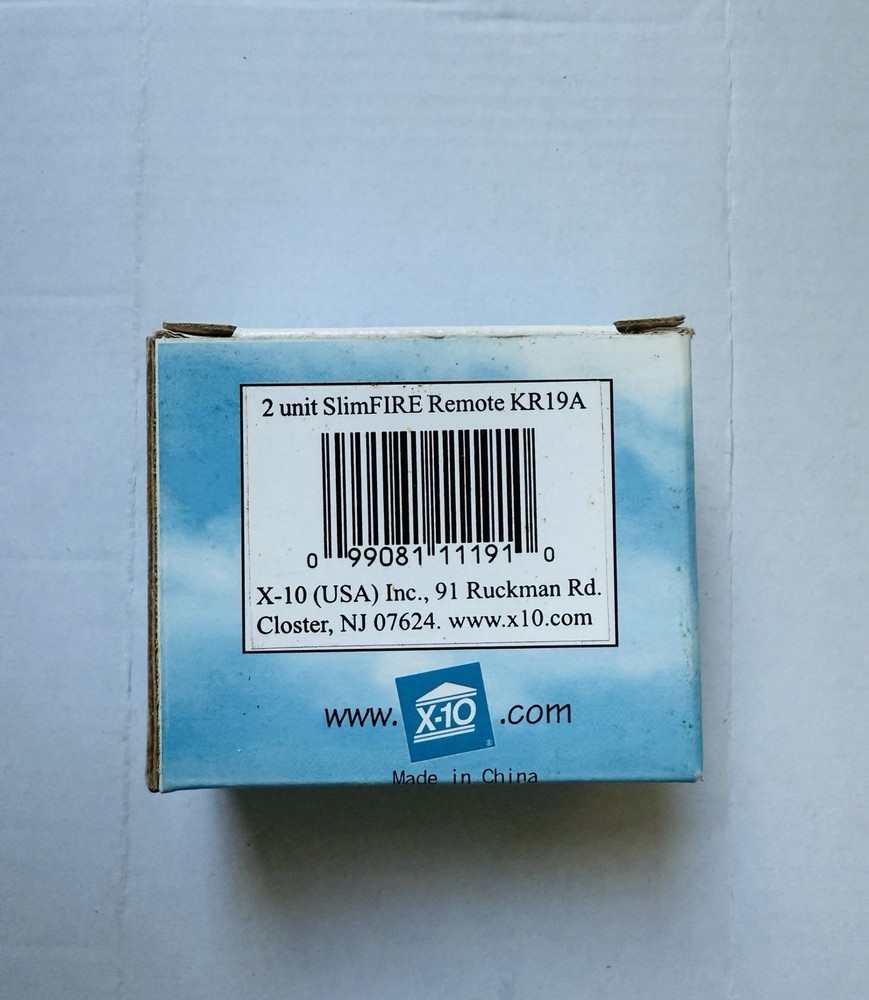 2 unit SlimFIRE Remote KR19A
0 99081 11191 0
X-10 (USA) Inc., 91 Ruckman Rd.
Closter, NJ 07624. www.x10.com
www.X-10®.com
Made in China